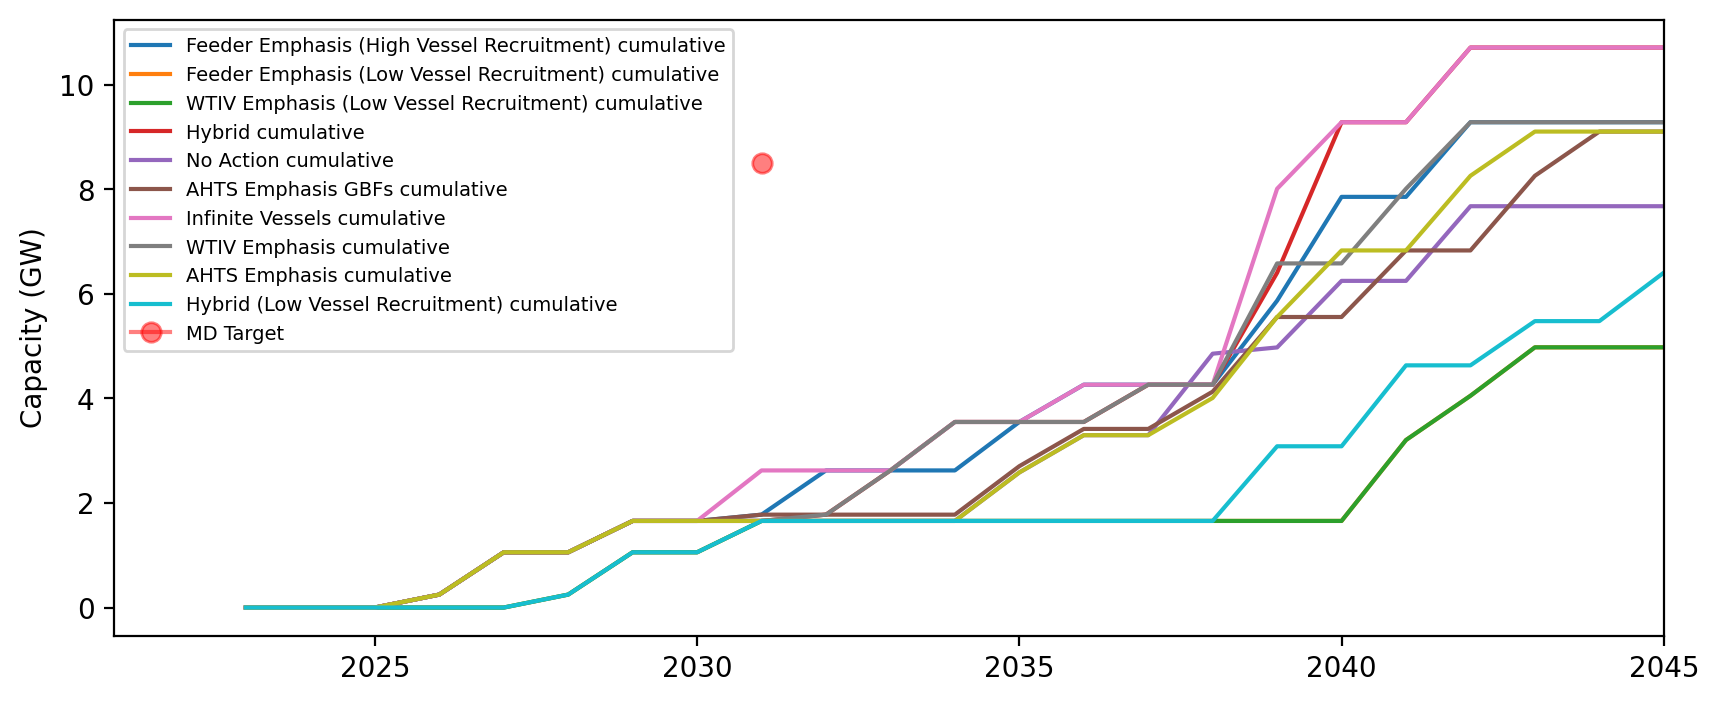 Feeder Emphasis (High Vessel Recruitment) cumulative
Feeder Emphasis (Low Vessel Recruitment) cumulative
WTIV Emphasis (Low Vessel Recruitment) cumulative
Hybrid cumulative
No Action cumulative
AHTS Emphasis GBFs cumulative
Infinite Vessels cumulative
WTIV Emphasis cumulative
AHTS Emphasis cumulative
Hybrid (Low Vessel Recruitment) cumulative
MD Target
Capacity (GW)
10
8
6
4
2
0
2025 2030 2035 2040 2045